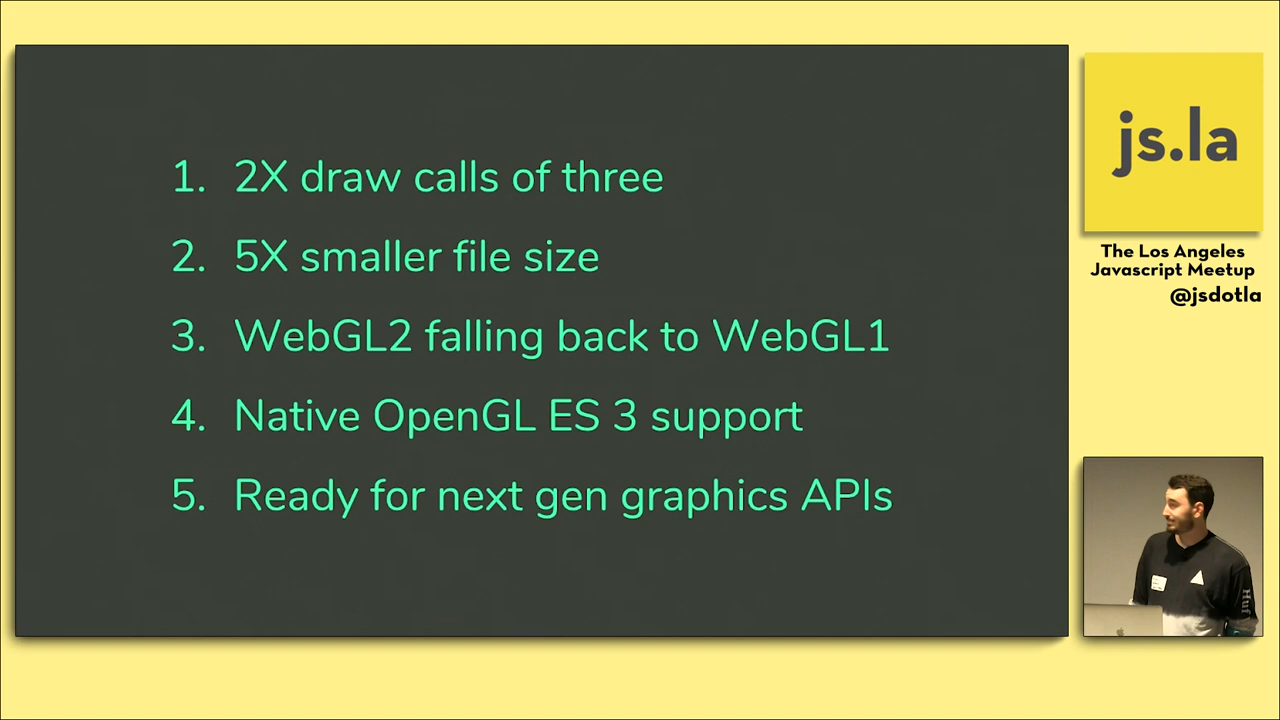 1. 2X draw calls of three
2. 5X smaller file size
3. WebGL2 falling back to WebGL1
4. Native OpenGL ES 3 support
5. Ready for next gen graphics APIs
js.la
The Los Angeles
Javascript Meetup
@jsdotla
Huf